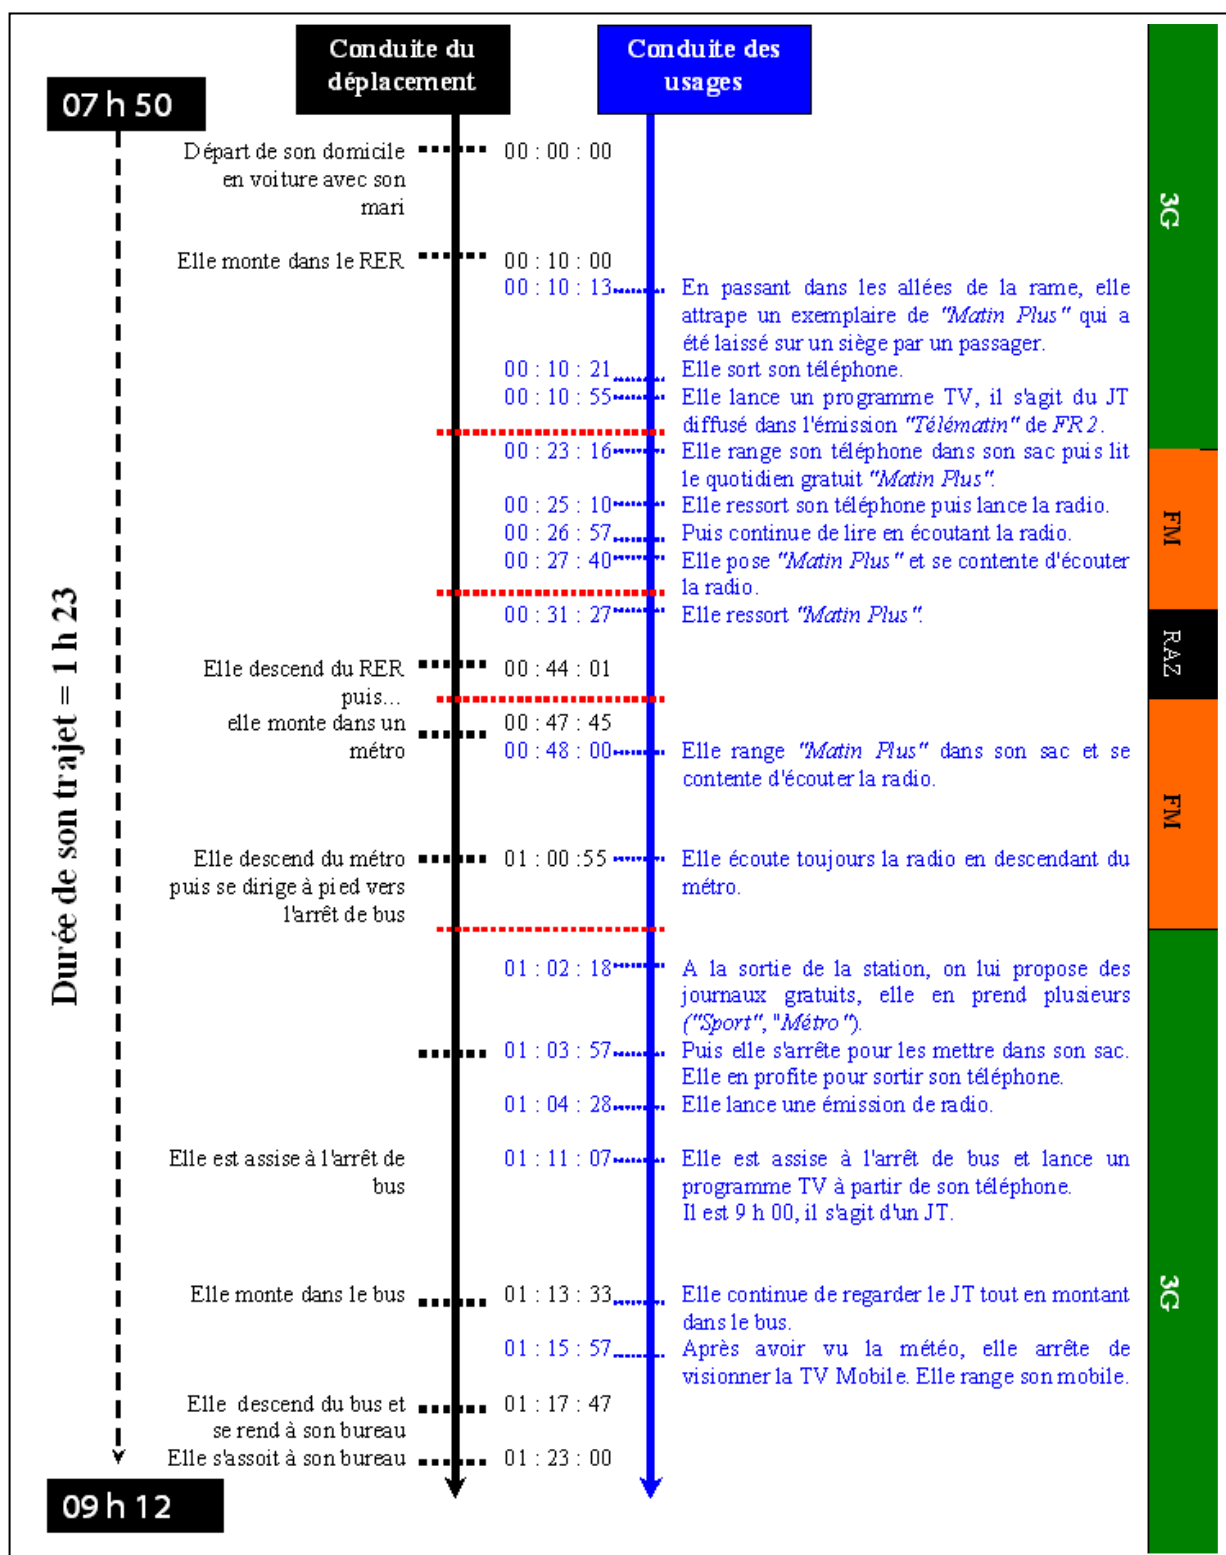 Conduite du
déplacement
Conduite des
usages
07 h 50
Départ de son domicile
en voiture avec son
mari
00 : 00 : 00
Elle monte dans le RER
00 : 10 : 00
00 : 10 : 13
En passant dans les allées de la rame, elle
attrape un exemplaire de "Matin Plus" qui a
été laissé sur un siège par un passager.
00 : 10 : 21
Elle sort son téléphone.
00 : 10 : 55
Elle lance un programme TV, il s'agit du JT
diffusé dans l'émission "Télématin" de FR2.
3G
00 : 23 : 16
Elle range son téléphone dans son sac puis lit
le quotidien gratuit "Matin Plus".
00 : 25 : 10
Elle ressort son téléphone puis lance la radio.
00 : 26 : 57
Puis continue de lire en écoutant la radio.
00 : 27 : 40
Elle pose "Matin Plus" et se contente d'écouter
la radio.
FM
00 : 31 : 27
Elle ressort "Matin Plus".
Elle descend du RER
puis...
00 : 44 : 01
RAZ
elle monte dans un
métro
00 : 47 : 45
00 : 48 : 00
Elle range "Matin Plus" dans son sac et se
contente d'écouter la radio.
FM
Elle descend du métro
puis se dirige à pied vers
l'arrêt de bus
01 : 00 :55
Elle écoute toujours la radio en descendant du
métro.
01 : 02 : 18
A la sortie de la station, on lui propose des
journaux gratuits, elle en prend plusieurs
("Sport", "Métro").
01 : 03 : 57
Puis elle s'arrête pour les mettre dans son sac.
Elle en profite pour sortir son téléphone.
01 : 04 : 28
Elle lance une émission de radio.
Elle est assise à l'arrêt de
bus
01 : 11 : 07
Elle est assise à l'arrêt de bus et lance un
programme TV à partir de son téléphone.
Il est 9 h 00, il s'agit d'un JT.
Elle monte dans le bus
01 : 13 : 33
Elle continue de regarder le JT tout en montant
dans le bus.
3G
01 : 15 : 57
Après avoir vu la météo, elle arrête de
visionner la TV Mobile. Elle range son mobile.
Elle descend du bus et
se rend à son bureau
01 : 17 : 47
Elle s'assoit à son bureau
01 : 23 : 00
09 h 12
Durée de son trajet = 1 h 23